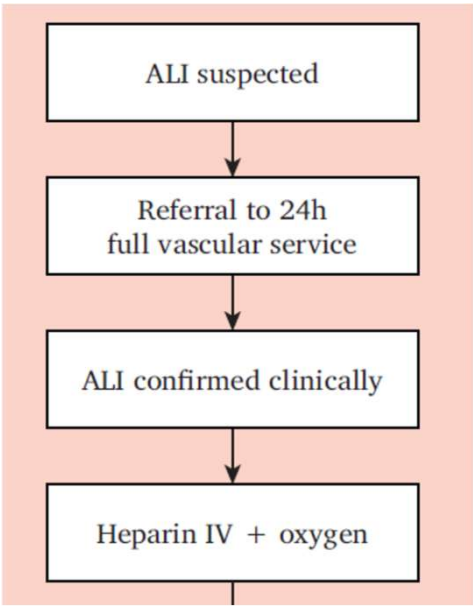 ALI suspected
Referral to 24h
full vascular service
ALI confirmed clinically
Heparin IV + oxygen